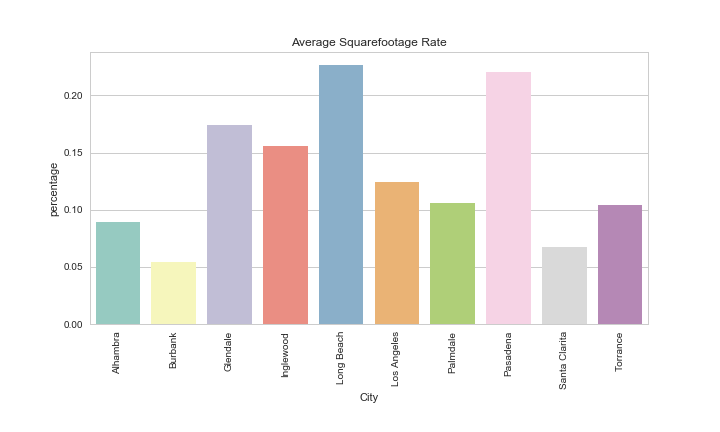 Average Squarefootage Rate
percentage
0.20
0.15
0.10
0.05
0.00
Alhambra
Burbank
Glendale
Inglewood
Long Beach
Los Angeles
Palmdale
Pasadena
Santa Clarita
Torrance
City